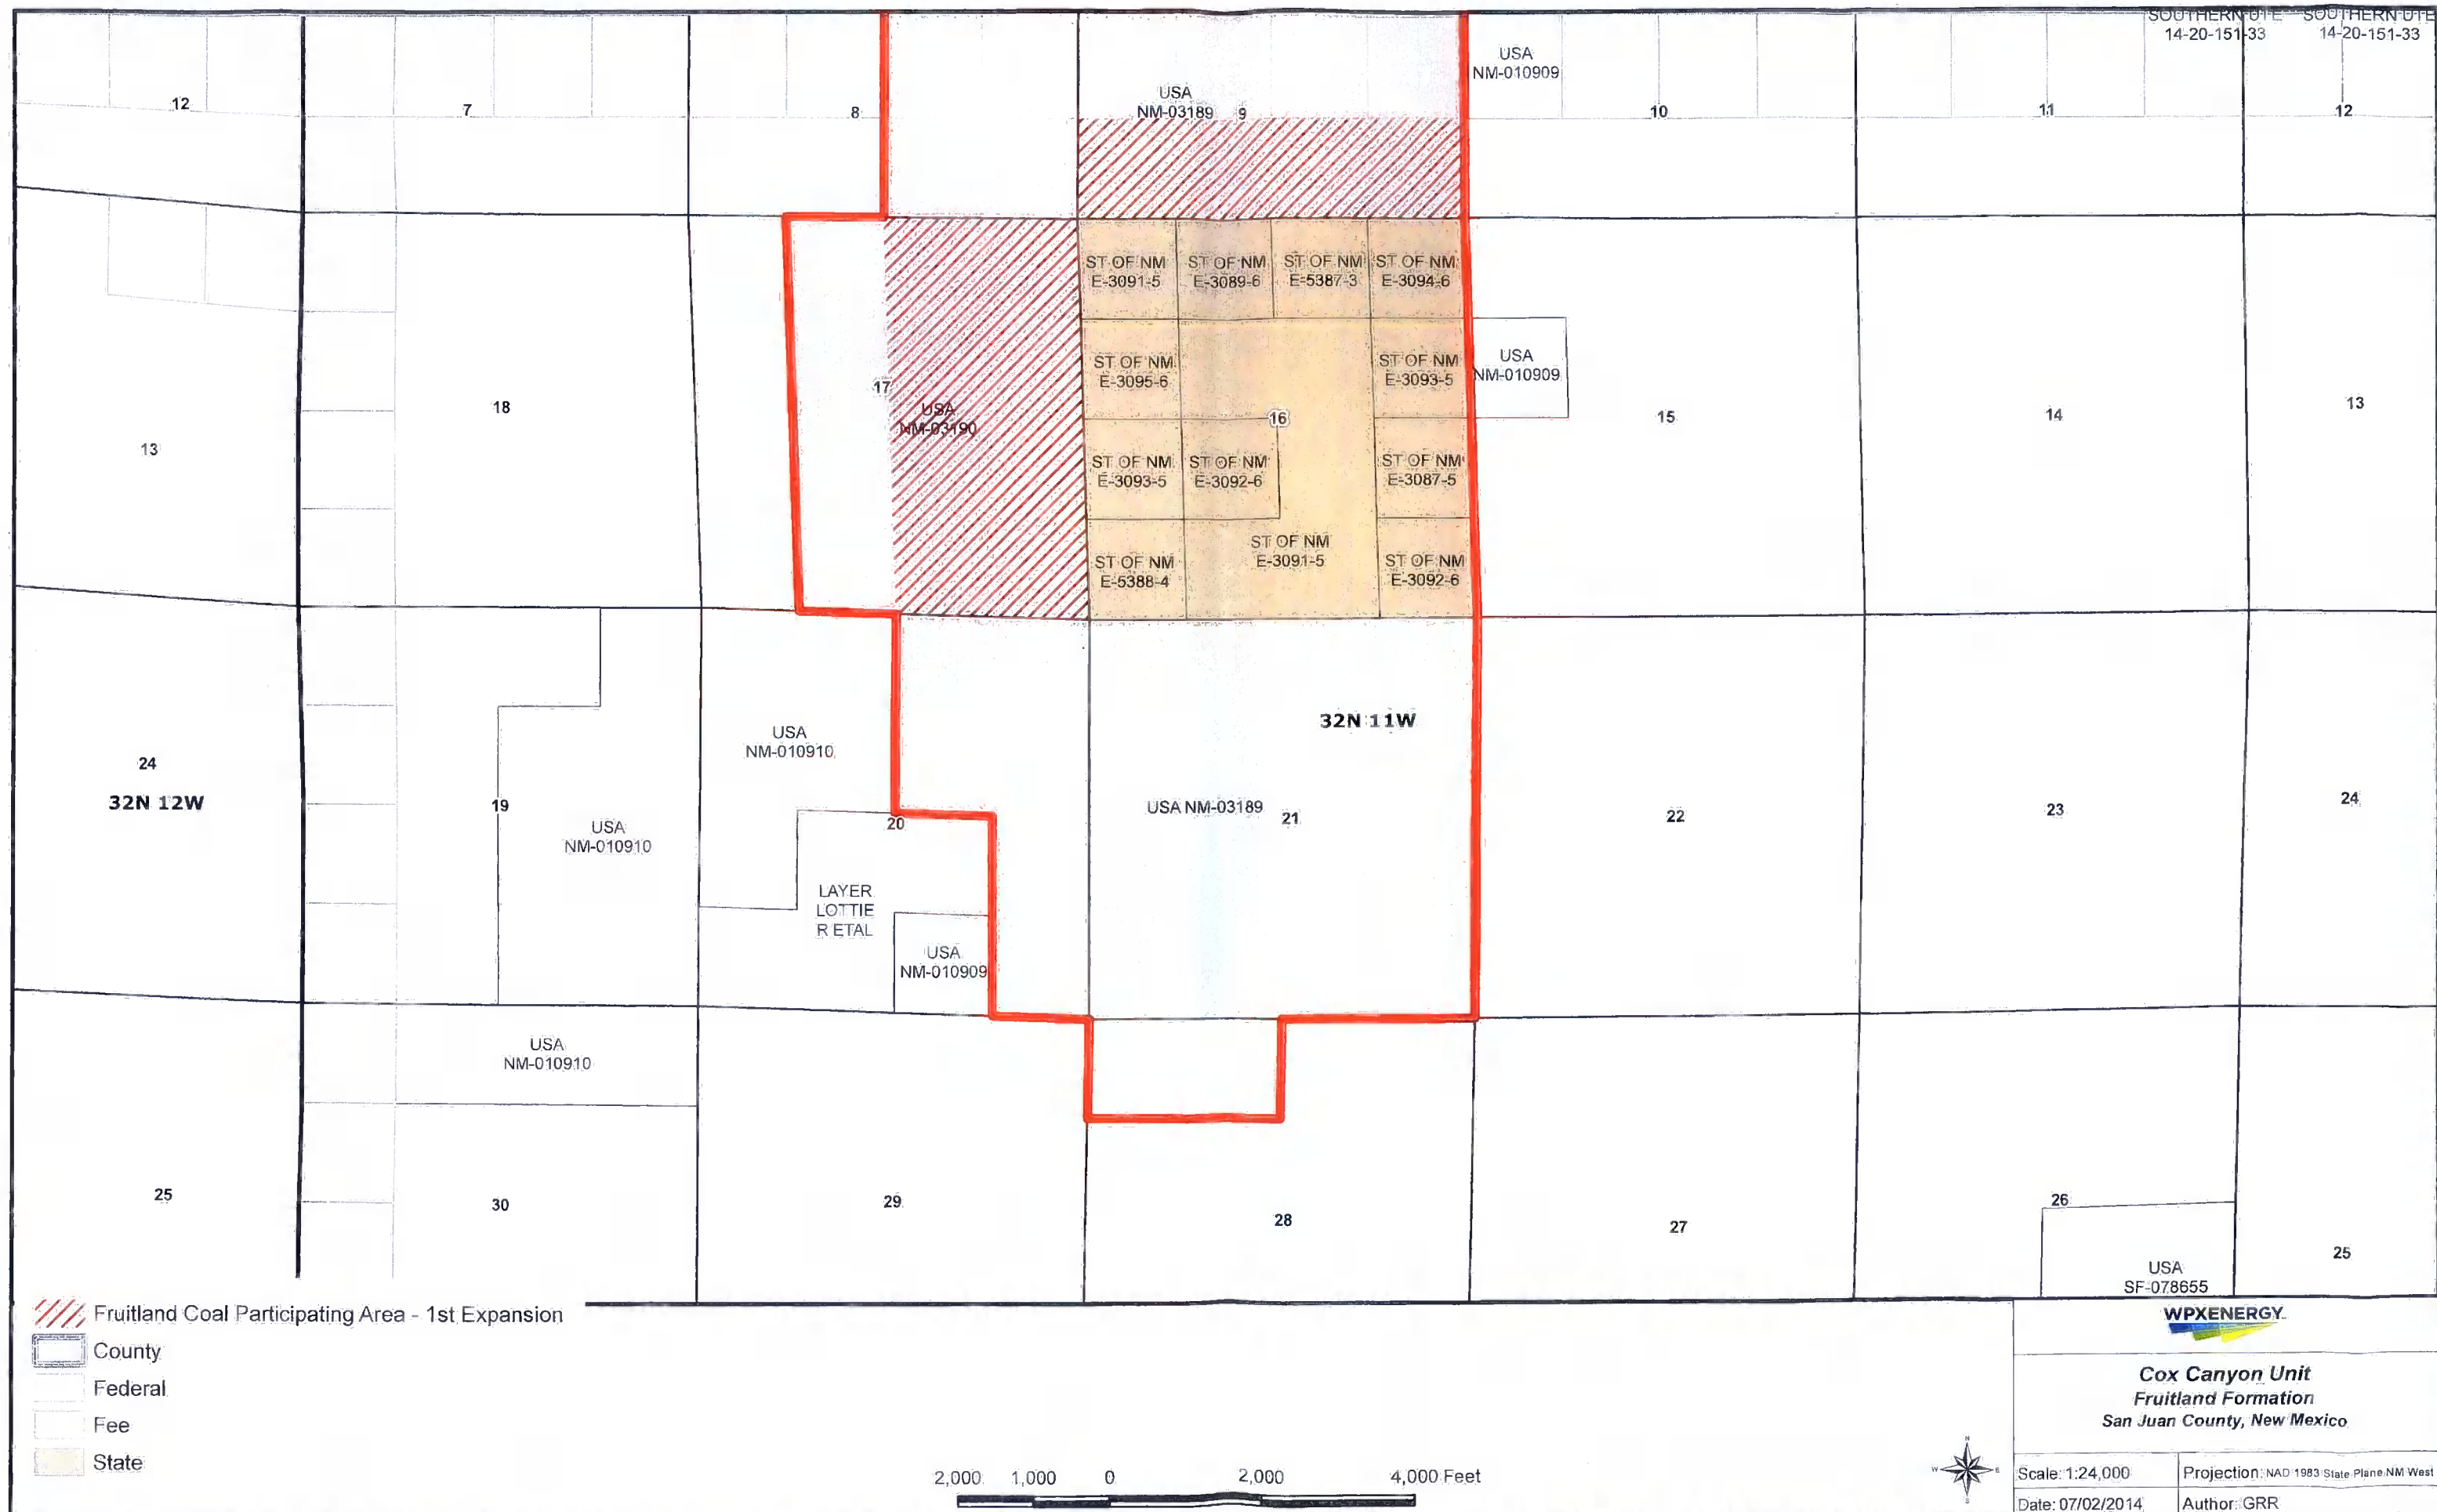 SOUTHERN UTE
14-20-151-33
SOUTHERN UTE
14-20-151-33
USA
NM-010909
USA
NM-03189
12
7
8
9
10
11
12
ST OF NM
E-3091-5
ST OF NM
E-3089-6
ST OF NM
E-5387-3
ST OF NM
E-3094-6
ST OF NM
E-3095-6
ST OF NM
E-3093-5
USA
NM-010909
13
18
17
USA
NM-03190
16
15
14
13
ST OF NM
E-3093-5
ST OF NM
E-3092-6
ST OF NM
E-3087-5
ST OF NM
E-5388-4
ST OF NM
E-3091-5
ST OF NM
E-3092-6
32N 11W
USA
NM-010910
24
32N 12W
19
USA
NM-010910
20
USA NM-03189
21
22
23
24
LAYER
LOTTIE
R ETAL
USA
NM-010909
USA
NM-010910
25
30
29
28
27
26
25
USA
SF-078655
Fruitland Coal Participating Area - 1st Expansion
County
Federal
Fee
State
2,000 1,000 0 2,000 4,000 Feet
N
W E
S
WPXENERGY
Cox Canyon Unit
Fruitland Formation
San Juan County, New Mexico
Scale: 1:24,000
Projection: NAD 1983 State Plane NM West
Date: 07/02/2014
Author: GRR